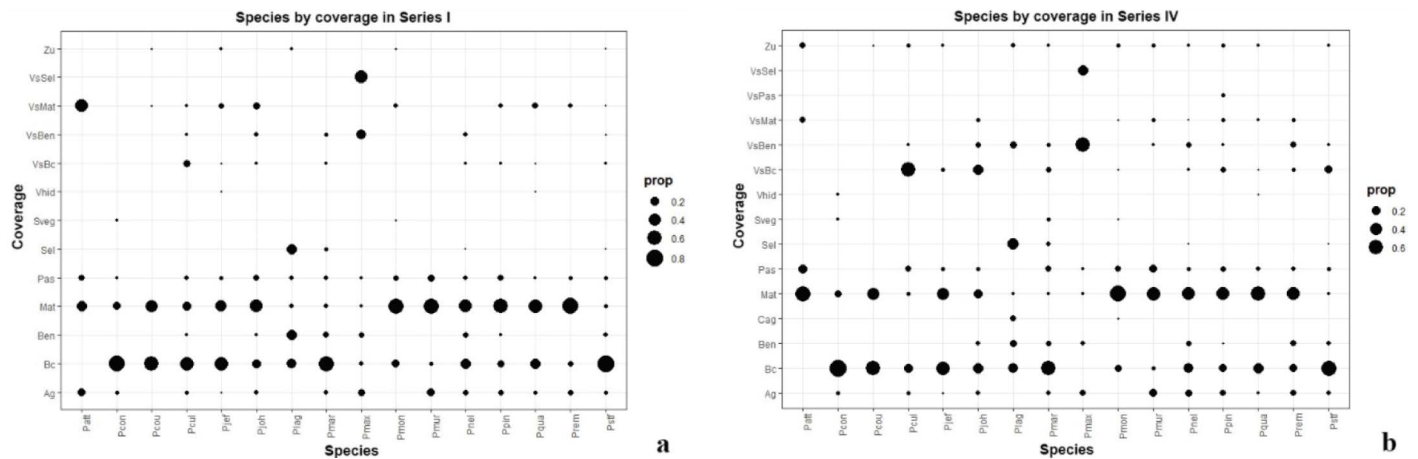 Species by coverage in Series I
Zu
VsSel
VsMat
VsBen
VsBc
Vhid
Sveg
Sel
Pas
Mat
Ben
Bc
Ag
Coverage
Patt
Pcon
Pcou
Pcul
Pjef
Pjoh
Plag
Pmar
Pmax
Pmon
Pmur
Pnel
Ppin
Pqua
Prem
Pstf
Species
prop
0.2
0.4
0.6
0.8
a
Species by coverage in Series IV
Zu
VsSel
VsPas
VsMat
VsBen
VsBc
Vhid
Sveg
Sel
Pas
Mat
Cag
Ben
Bc
Ag
Coverage
Patt
Pcon
Pcou
Pcul
Pjef
Pjoh
Plag
Pmar
Pmax
Pmon
Pmur
Pnel
Ppin
Pqua
Prem
Pstf
Species
prop
0.2
0.4
0.6
b